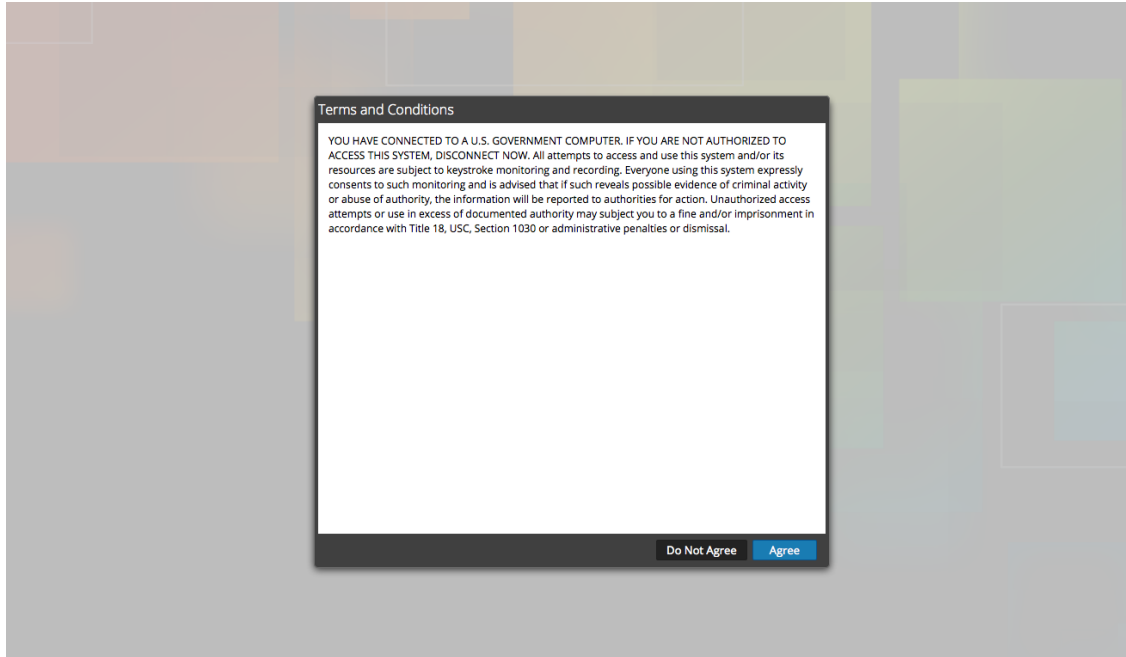 Terms and Conditions
YOU HAVE CONNECTED TO A U.S. GOVERNMENT COMPUTER. IF YOU ARE NOT AUTHORIZED TO
ACCESS THIS SYSTEM, DISCONNECT NOW. All attempts to access and use this system and/or its
resources are subject to keystroke monitoring and recording. Everyone using this system expressly
consents to such monitoring and is advised that if such reveals possible evidence of criminal activity
or abuse of authority, the information will be reported to authorities for action. Unauthorized access
attempts or use in excess of documented authority may subject you to a fine and/or imprisonment in
accordance with Title 18, USC, Section 1030 or administrative penalties or dismissal.
Do Not Agree Agree